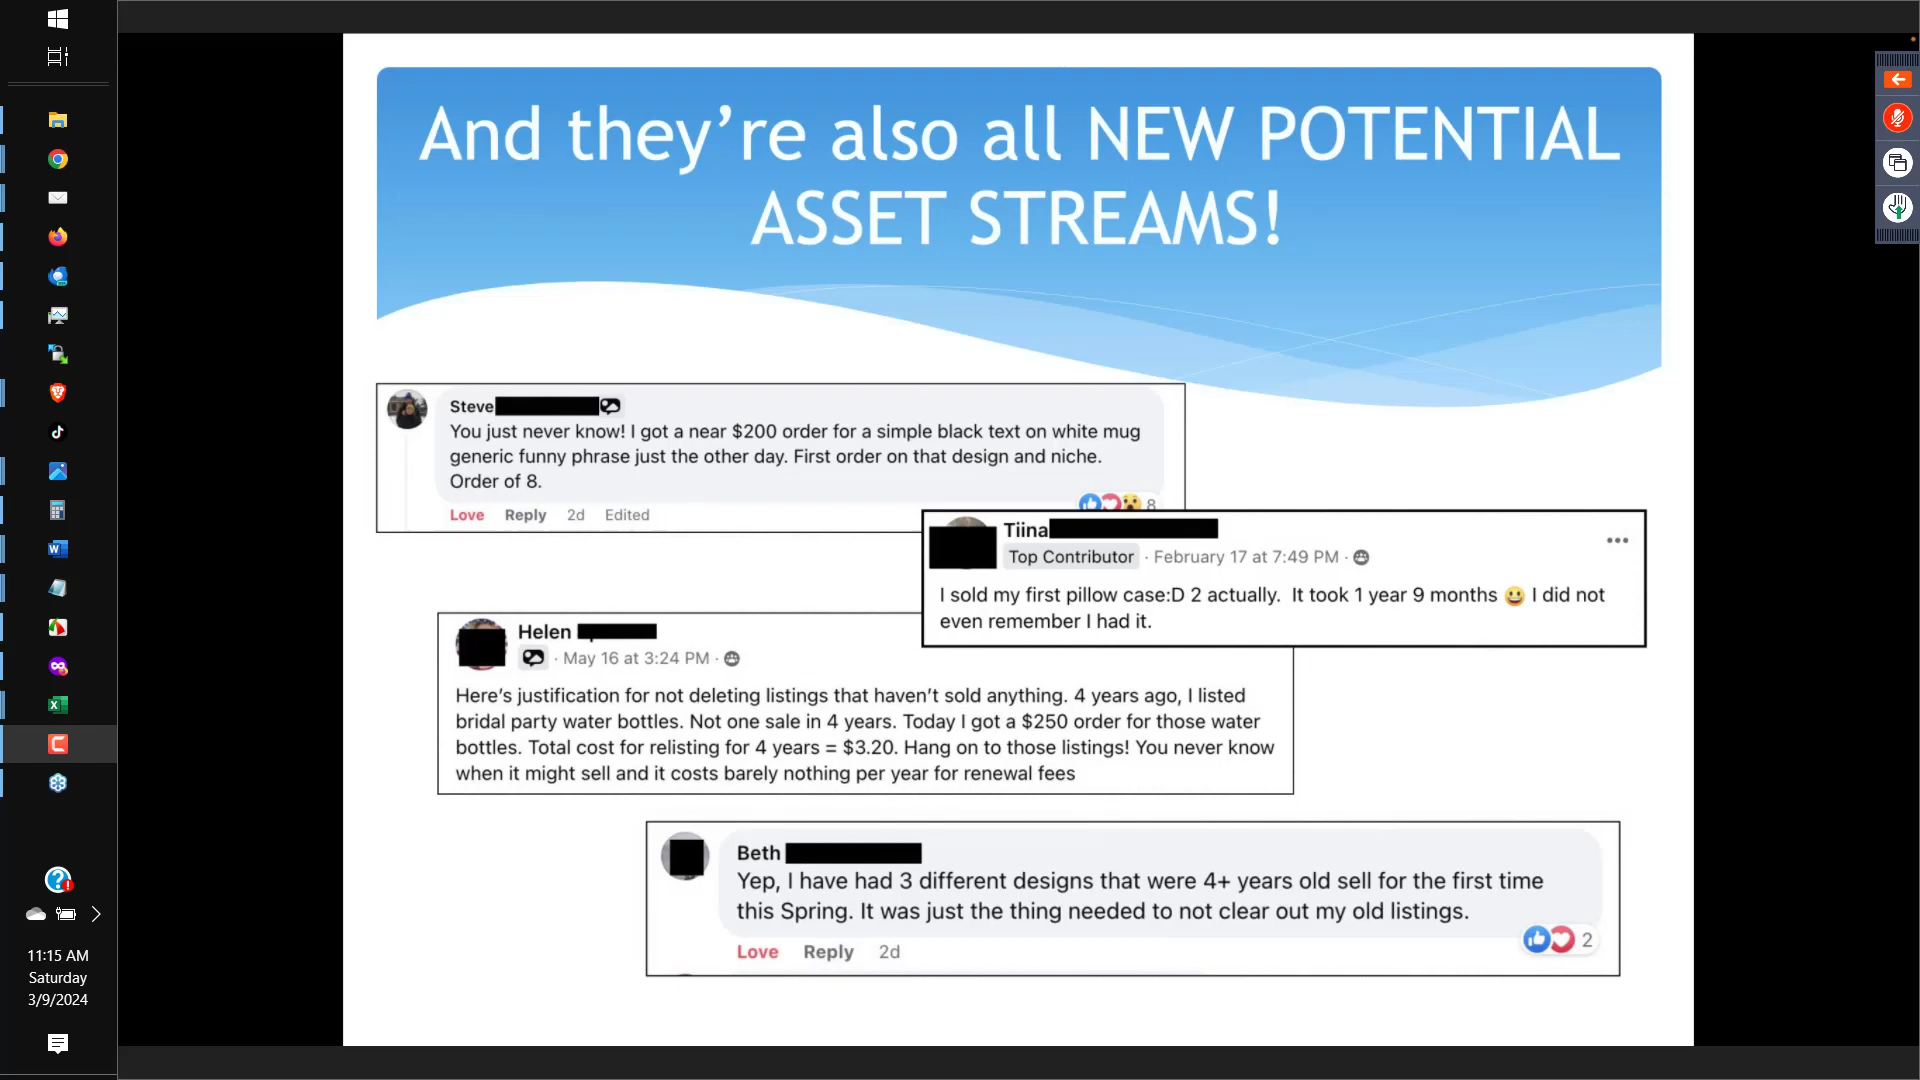 And they’re also all NEW POTENTIAL
ASSET STREAMS!
Steve
You just never know! I got a near $200 order for a simple black text on white mug
generic funny phrase just the other day. First order on that design and niche.
Order of 8.
8
Love Reply 2d Edited
Tiina
Top Contributor · February 17 at 7:49 PM ·
I sold my first pillow case:D 2 actually. It took 1 year 9 months 😀 I did not
even remember I had it.
Helen
· May 16 at 3:24 PM ·
Here’s justification for not deleting listings that haven’t sold anything. 4 years ago, I listed
bridal party water bottles. Not one sale in 4 years. Today I got a $250 order for those water
bottles. Total cost for relisting for 4 years = $3.20. Hang on to those listings! You never know
when it might sell and it costs barely nothing per year for renewal fees
Beth
Yep, I have had 3 different designs that were 4+ years old sell for the first time
this Spring. It was just the thing needed to not clear out my old listings.
2
Love Reply 2d
11:15 AM
Saturday
3/9/2024